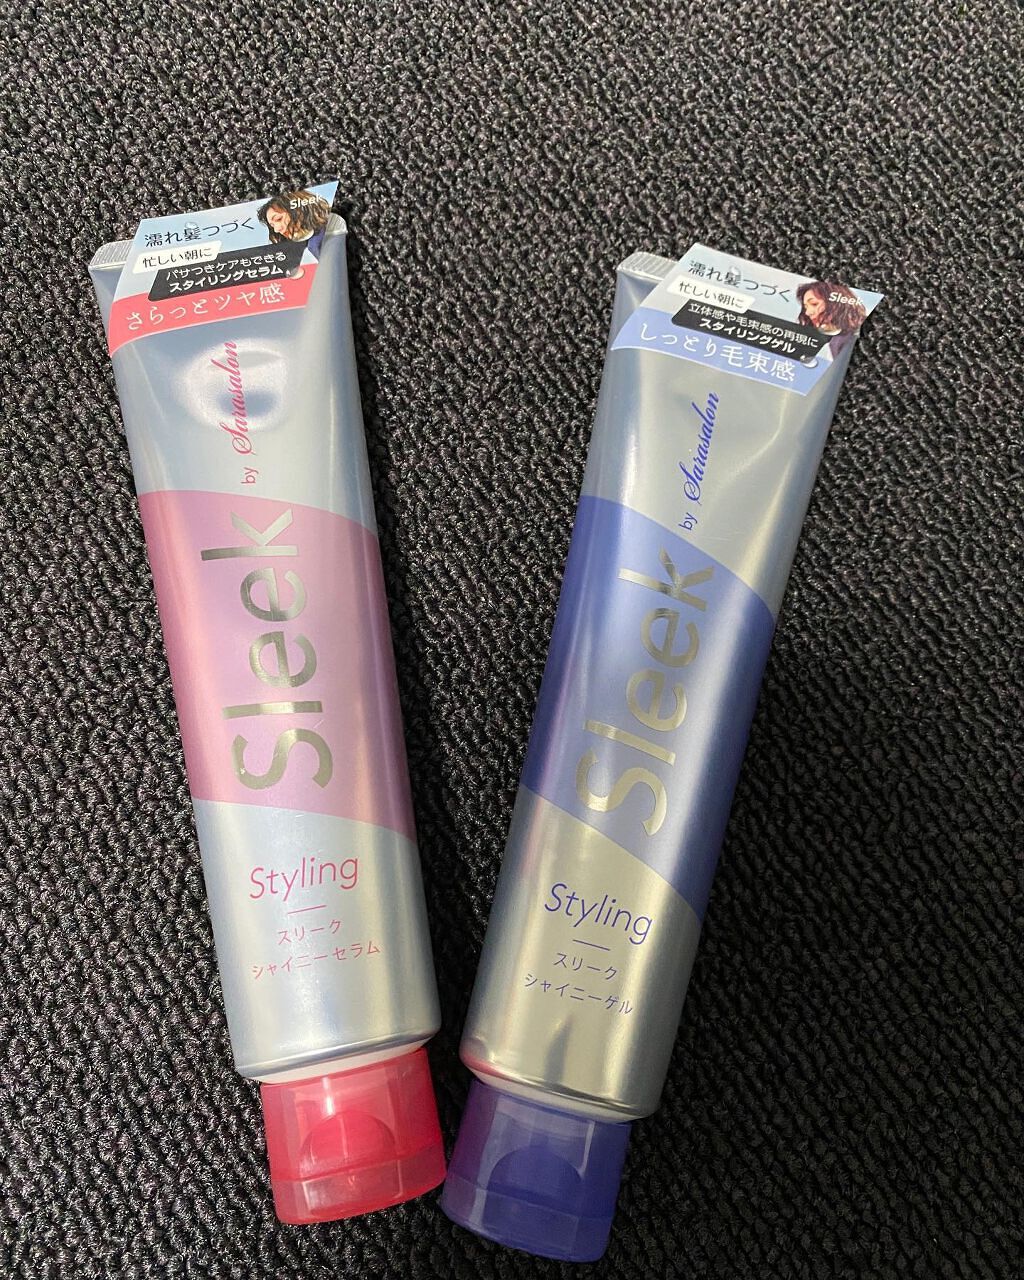 濡れ髪つづく
Sleek
忙しい朝に
パサつきケアもできる
スタイリングセラム
さらっとツヤ感
Sleek by Sarasalon
Styling
スリーク
シャイニーセラム
濡れ髪つづく
Sleek
忙しい朝に
立体感や毛束感の再現に
スタイリングゲル
しっとり毛束感
Sleek by Sarasalon
Styling
スリーク
シャイニーゲル